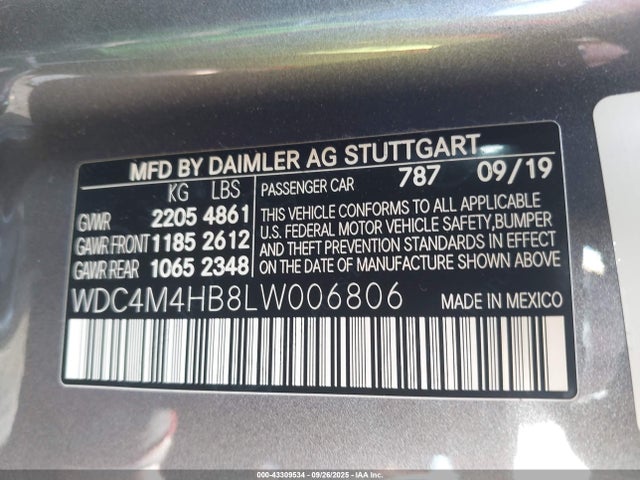 MFD BY DAIMLER AG STUTTGART
KG LBS
PASSENGER CAR 787 09/19
GVWR 2205 4861
GAWR FRONT 1185 2612
GAWR REAR 1065 2348
THIS VEHICLE CONFORMS TO ALL APPLICABLE
U.S. FEDERAL MOTOR VEHICLE SAFETY, BUMPER
AND THEFT PREVENTION STANDARDS IN EFFECT
ON THE DATE OF MANUFACTURE SHOWN ABOVE.
WDC4M4HB8LW006806
MADE IN MEXICO
000-43309534 - 09/26/2025 - IAAI.COM